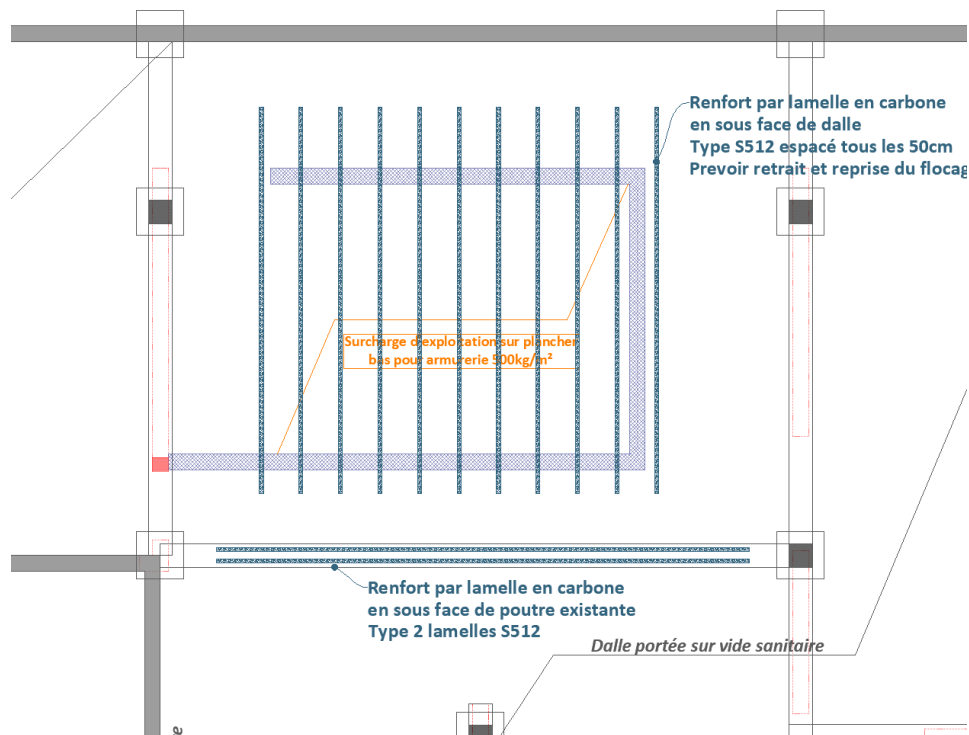 Renfort par lamelle en carbone
en sous face de dalle
Type S512 espacé tous les 50cm
Prevoir retrait et reprise du flocag
Surcharge d'exploitation sur plancher
bas pour armurerie 500kg/m²
Renfort par lamelle en carbone
en sous face de poutre existante
Type 2 lamelles S512
Dalle portée sur vide sanitaire